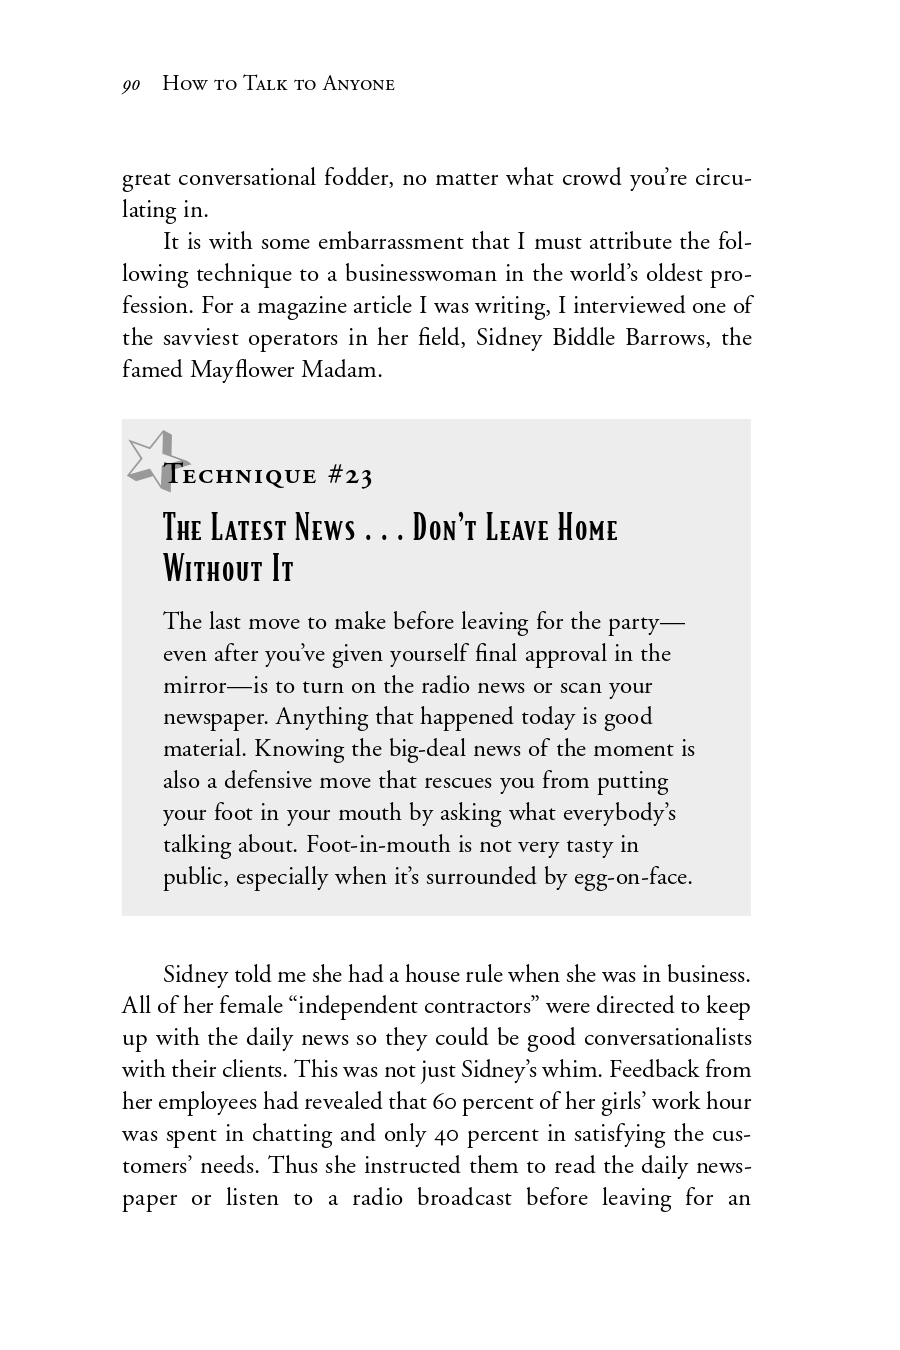 90 How to Talk to Anyone
great conversational fodder, no matter what crowd you’re circu-
lating in.
It is with some embarrassment that I must attribute the fol-
lowing technique to a businesswoman in the world’s oldest pro-
fession. For a magazine article I was writing, I interviewed one of
the savviest operators in her field, Sidney Biddle Barrows, the
famed Mayflower Madam.
Technique #23
The Latest News . . . Don’t Leave Home
Without It
The last move to make before leaving for the party—
even after you’ve given yourself final approval in the
mirror—is to turn on the radio news or scan your
newspaper. Anything that happened today is good
material. Knowing the big-deal news of the moment is
also a defensive move that rescues you from putting
your foot in your mouth by asking what everybody’s
talking about. Foot-in-mouth is not very tasty in
public, especially when it’s surrounded by egg-on-face.
Sidney told me she had a house rule when she was in business.
All of her female “independent contractors” were directed to keep
up with the daily news so they could be good conversationalists
with their clients. This was not just Sidney’s whim. Feedback from
her employees had revealed that 60 percent of her girls’ work hour
was spent in chatting and only 40 percent in satisfying the cus-
tomers’ needs. Thus she instructed them to read the daily news-
paper or listen to a radio broadcast before leaving for an